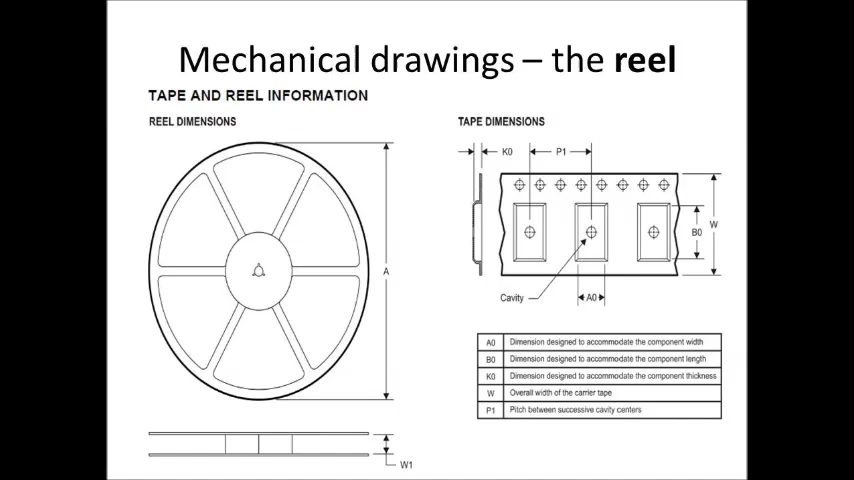 Mechanical drawings – the reel
TAPE AND REEL INFORMATION
REEL DIMENSIONS
TAPE DIMENSIONS
K0
P1
A
W
B0
Cavity
A0
A0 Dimension designed to accommodate the component width
B0 Dimension designed to accommodate the component length
K0 Dimension designed to accommodate the component thickness
W Overall width of the carrier tape
P1 Pitch between successive cavity centers
W1